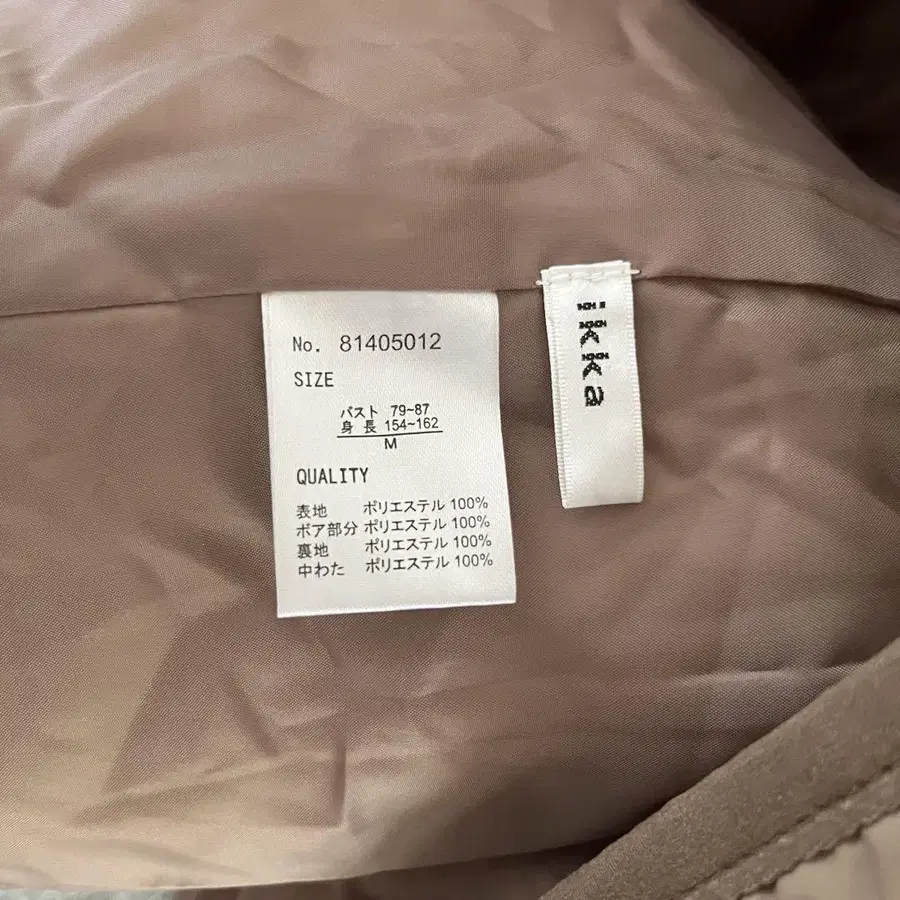 No. 81405012
SIZE
バスト 79~87
身長 154~162
M
QUALITY
表地 ポリエステル 100%
ボア部分 ポリエステル 100%
裏地 ポリエステル 100%
中わた ポリエステル 100%
ikka